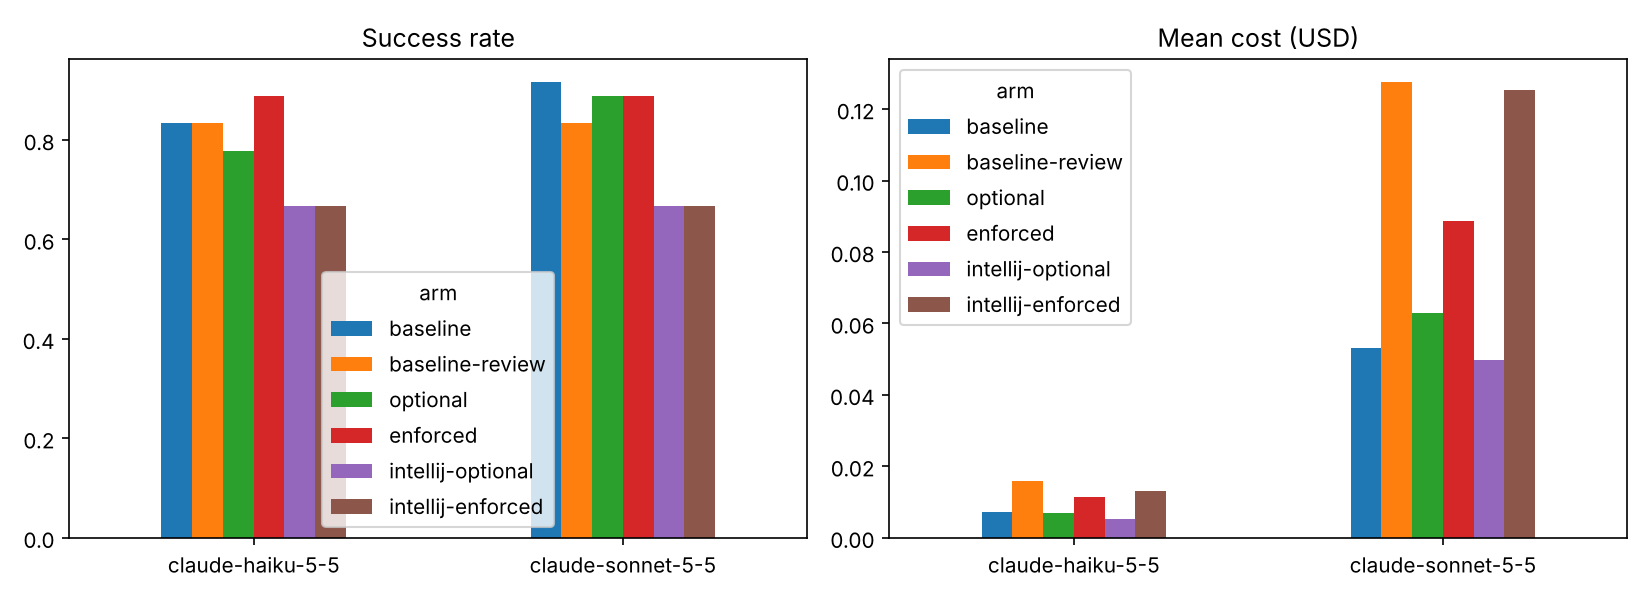 Success rate
0.8
0.6
0.4
0.2
0.0
arm
baseline
baseline-review
optional
enforced
intellij-optional
intellij-enforced
claude-haiku-5-5
claude-sonnet-5-5
Mean cost (USD)
0.12
0.10
0.08
0.06
0.04
0.02
0.00
arm
baseline
baseline-review
optional
enforced
intellij-optional
intellij-enforced
claude-haiku-5-5
claude-sonnet-5-5